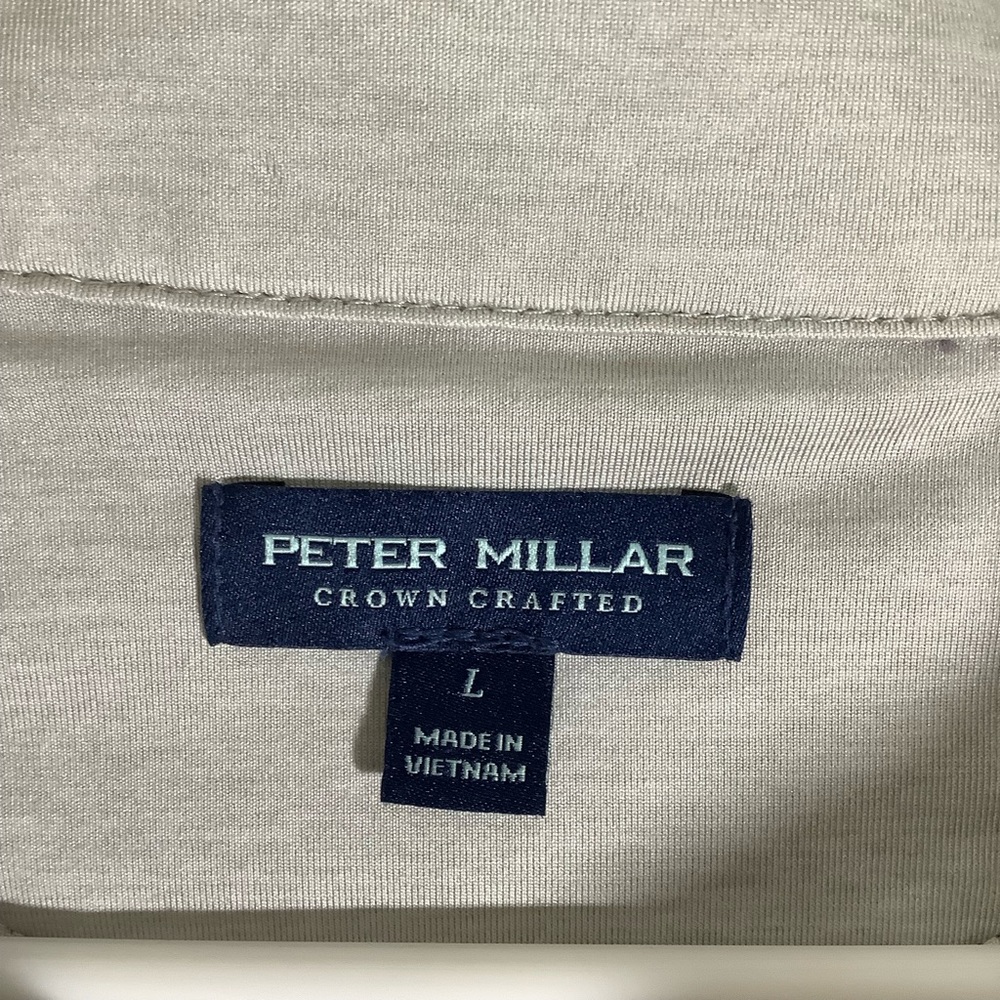 PETER MILLAR
CROWN CRAFTED
L
MADE IN
VIETNAM